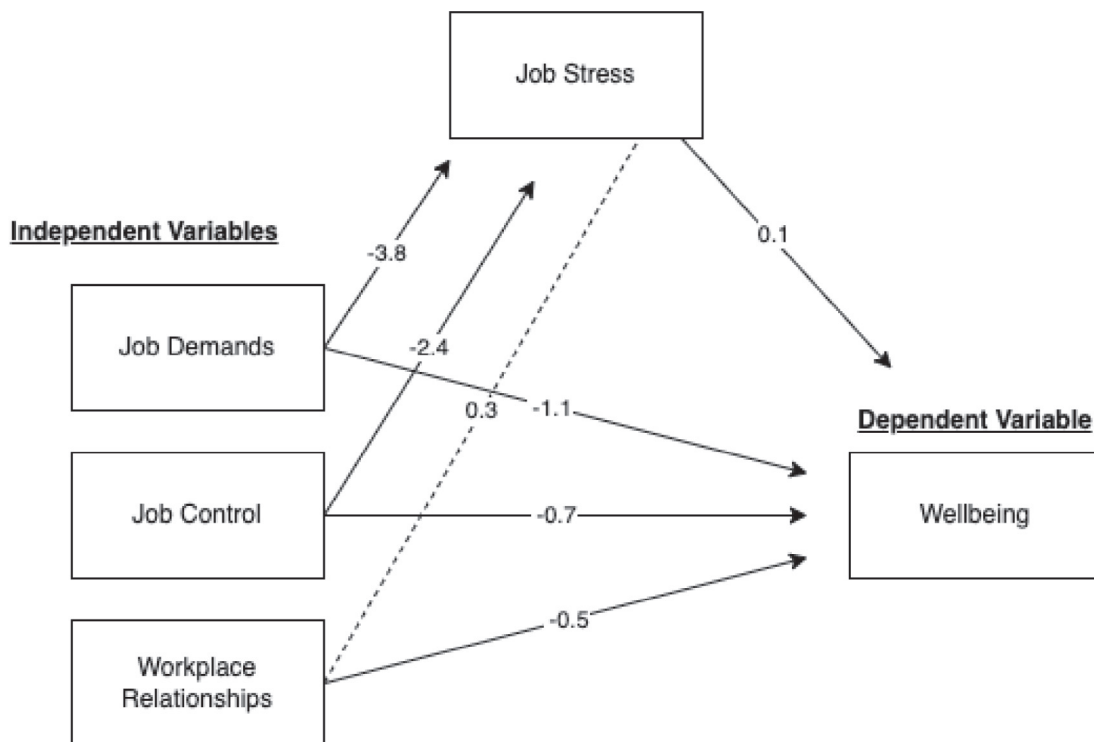 Job Stress
0.1
Independent Variables
-3.8
Job Demands
-2.4
0.3
-1.1
Dependent Variable
Job Control
-0.7
Wellbeing
-0.5
Workplace
Relationships